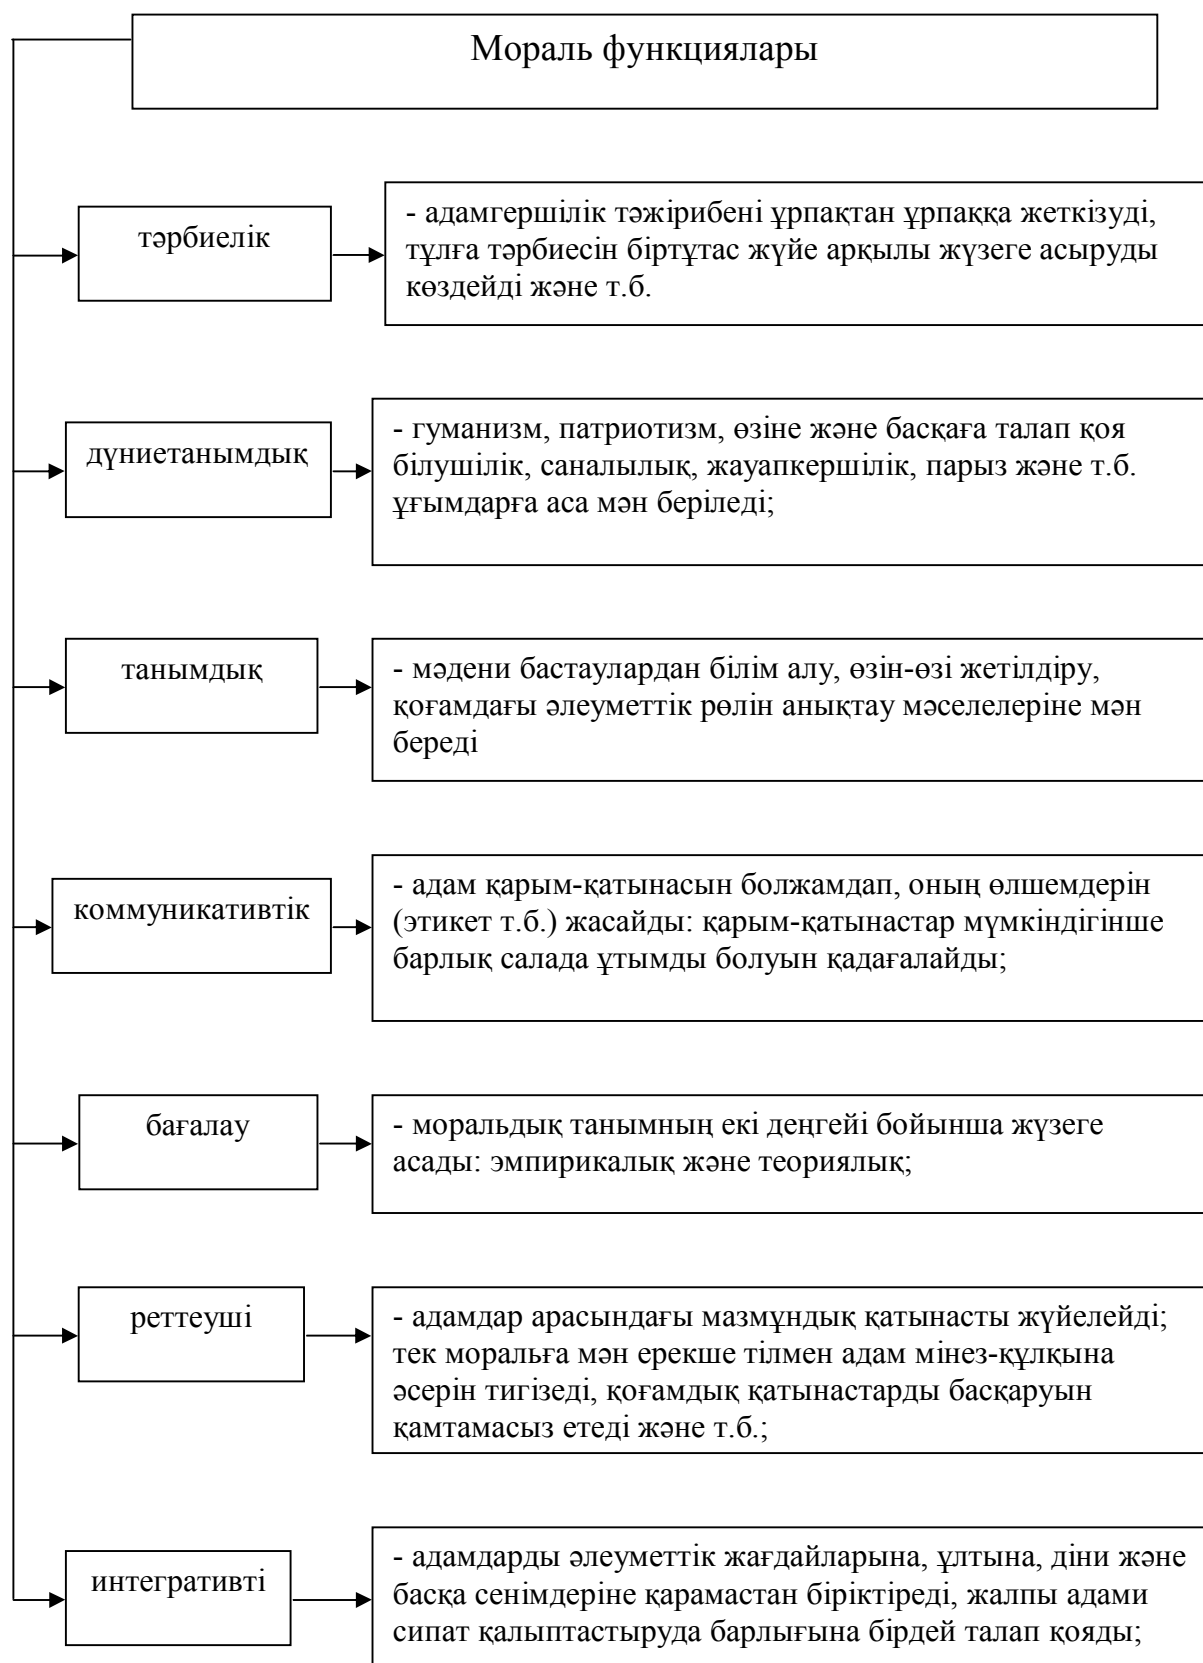 Мораль функциялары
тәрбиелік
- адамгершілік тәжірибені ұрпақтан ұрпаққа жеткізуді,
тұлға тәрбиесін біртұтас жүйе арқылы жүзеге асыруды
көздейді және т.б.
дүниетанымдық
- гуманизм, патриотизм, өзіне және басқаға талап қоя
білушілік, саналылық, жауапкершілік, парыз және т.б.
ұғымдарға аса мән беріледі;
танымдық
- мәдени бастаулардан білім алу, өзін-өзі жетілдіру,
қоғамдағы әлеуметтік рөлін анықтау мәселелеріне мән
береді
коммуникативтік
- адам қарым-қатынасын болжамдап, оның өлшемдерін
(этикет т.б.) жасайды: қарым-қатынастар мүмкіндігінше
барлық салада ұтымды болуын қадағалайды;
бағалау
- моральдық танымның екі деңгейі бойынша жүзеге
асады: эмпирикалық және теориялық;
реттеуші
- адамдар арасындағы мазмұндық қатынасты жүйелейді;
тек моральға мән ерекше тілмен адам мінез-құлқына
әсерін тигізеді, қоғамдық қатынастарды басқаруын
қамтамасыз етеді және т.б.;
интегративті
- адамдарды әлеуметтік жағдайларына, ұлтына, діни және
басқа сенімдеріне қарамастан біріктіреді, жалпы адами
сипат қалыптастыруда барлығына бірдей талап қояды;